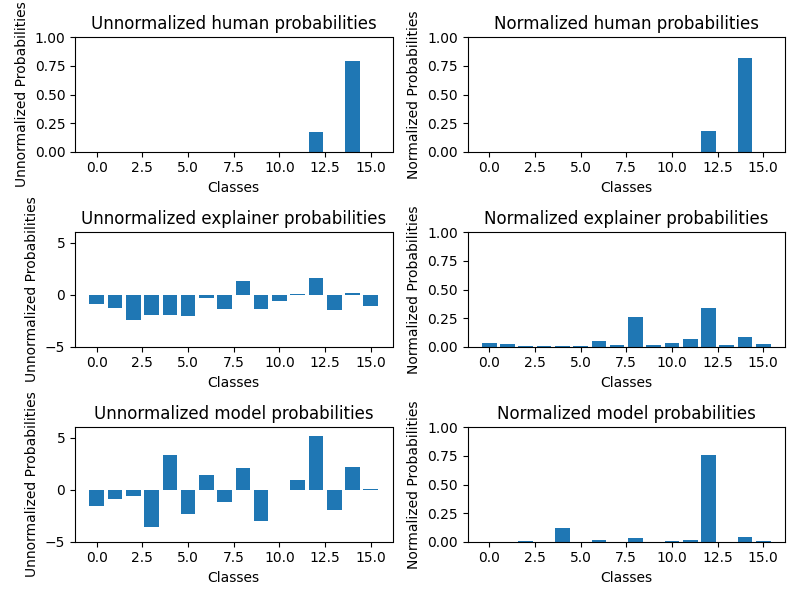 Unnormalized human probabilities
Unnormalized Probabilities
1.00
0.75
0.50
0.25
0.00
0.0 2.5 5.0 7.5 10.0 12.5 15.0
Classes
Normalized human probabilities
Normalized Probabilities
1.00
0.75
0.50
0.25
0.00
0.0 2.5 5.0 7.5 10.0 12.5 15.0
Classes
Unnormalized explainer probabilities
Unnormalized Probabilities
5
0
−5
0.0 2.5 5.0 7.5 10.0 12.5 15.0
Classes
Normalized explainer probabilities
Normalized Probabilities
1.00
0.75
0.50
0.25
0.00
0.0 2.5 5.0 7.5 10.0 12.5 15.0
Classes
Unnormalized model probabilities
Unnormalized Probabilities
5
0
−5
0.0 2.5 5.0 7.5 10.0 12.5 15.0
Classes
Normalized model probabilities
Normalized Probabilities
1.00
0.75
0.50
0.25
0.00
0.0 2.5 5.0 7.5 10.0 12.5 15.0
Classes